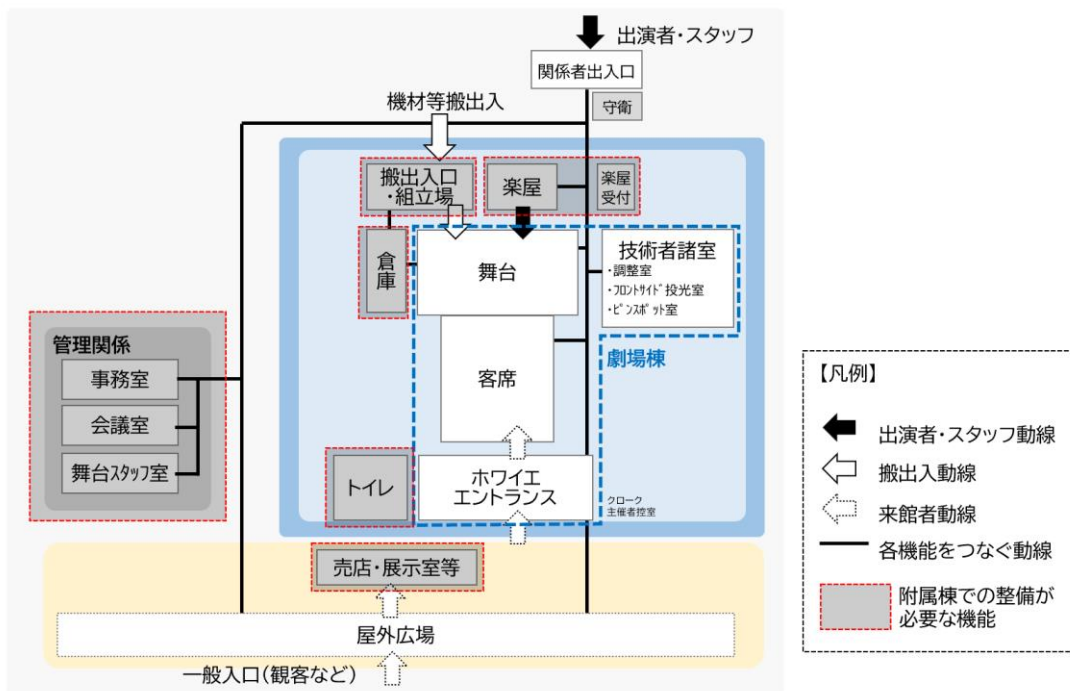 出演者・スタッフ
関係者出入口
守衛
機材等搬出入
搬出入口
・組立場
楽屋
楽屋
受付
倉
庫
舞台
技術者諸室
・調整室
・フロントサイド投光室
・ピンスポット室
劇場棟
客席
管理関係
事務室
会議室
舞台スタッフ室
トイレ
ホワイエ
エントランス
クローク
主催者控室
売店・展示室等
屋外広場
一般入口(観客など)
【凡例】
出演者・スタッフ動線
搬出入動線
来館者動線
各機能をつなぐ動線
附属棟での整備が
必要な機能